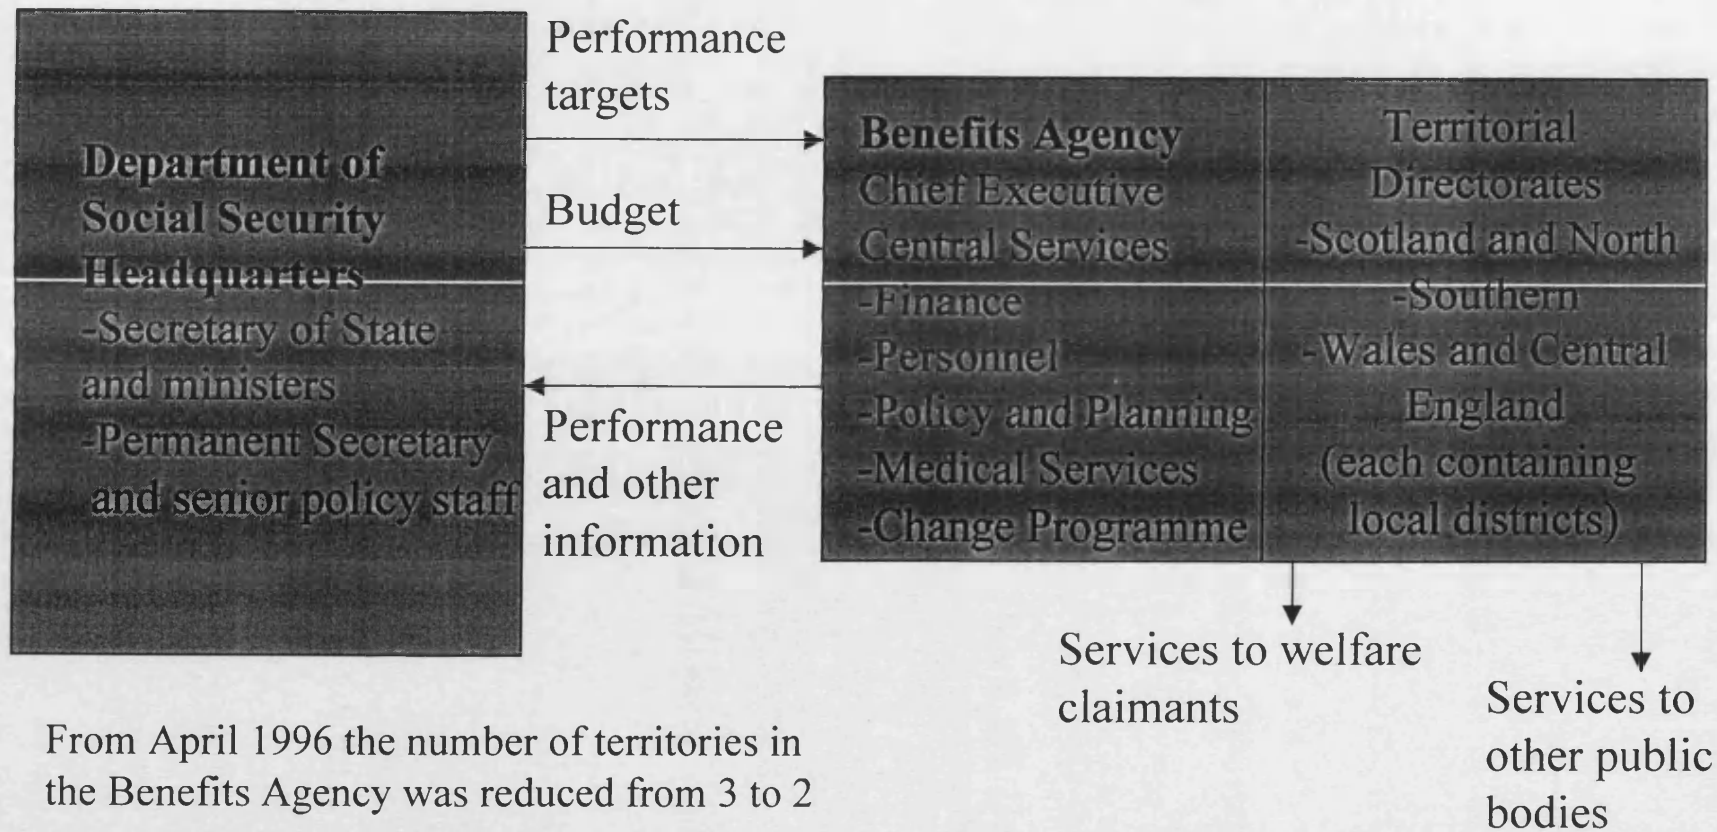 Department of
Social Security
Headquarters
-Secretary of State
and ministers
-Permanent Secretary
and senior policy staff
Performance
targets
Budget
Performance
and other
information
Benefits Agency
Chief Executive
Central Services
-Finance
-Personnel
-Policy and Planning
-Medical Services
-Change Programme
Territorial
Directorates
-Scotland and North
-Southern
-Wales and Central
England
(each containing
local districts)
Services to welfare
claimants
Services to
other public
bodies
From April 1996 the number of territories in
the Benefits Agency was reduced from 3 to 2